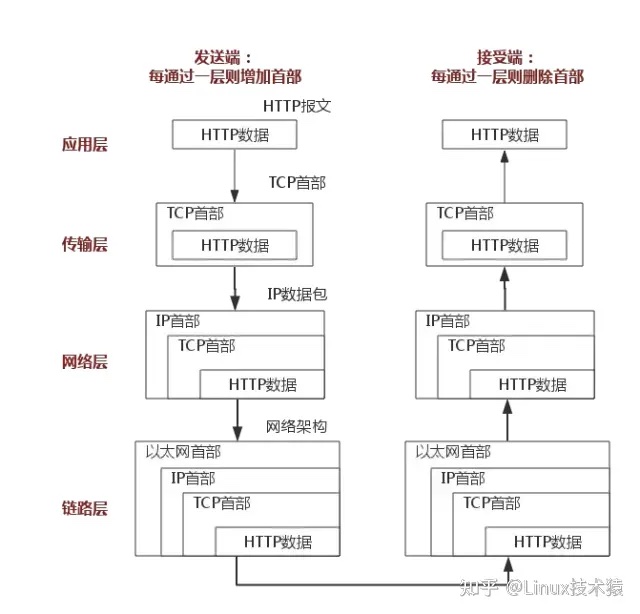 发送端：
每通过一层则增加首部
接受端：
每通过一层则删除首部
HTTP报文
应用层
HTTP数据
HTTP数据
TCP首部
传输层
TCP首部
HTTP数据
TCP首部
HTTP数据
IP数据包
网络层
IP首部
TCP首部
HTTP数据
IP首部
TCP首部
HTTP数据
网络架构
链路层
以太网首部
IP首部
TCP首部
HTTP数据
以太网首部
IP首部
TCP首部
HTTP数据
知乎 @Linux技术猿